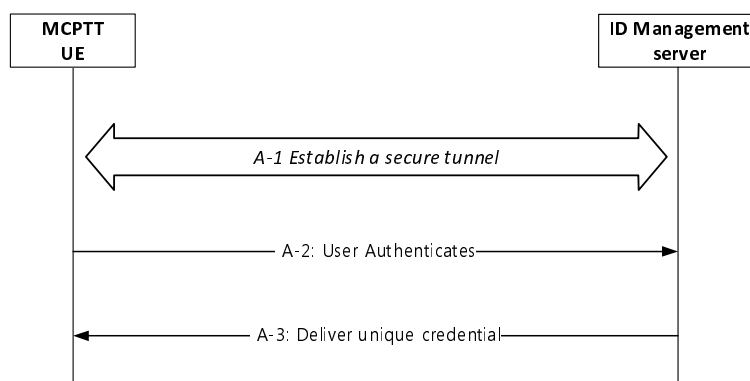 MCPTT
UE
ID Management
server
A-1 Establish a secure tunnel
A-2: User Authenticates
A-3: Deliver unique credential